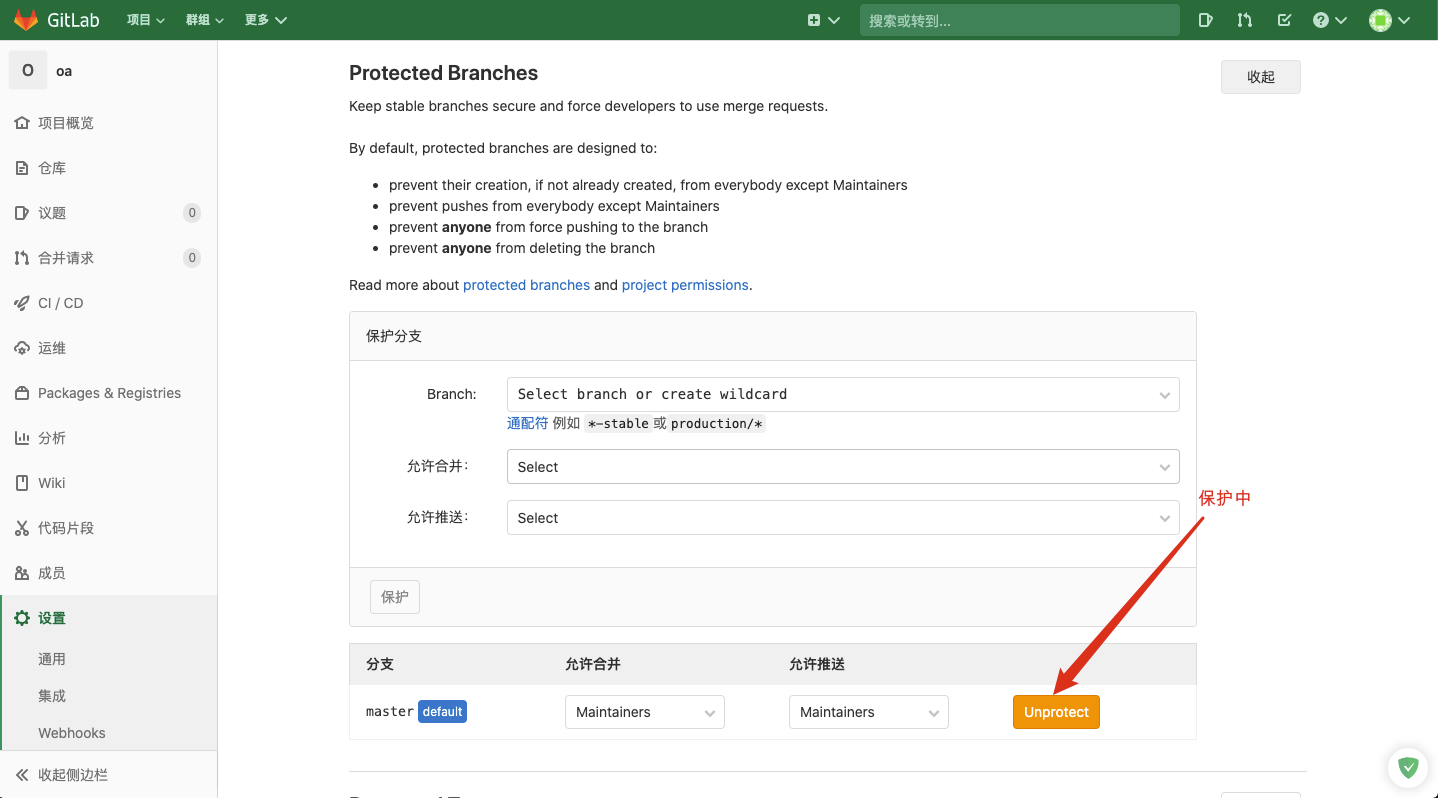 GitLab 项目 群组 更多 搜索或转到...
O oa
项目概览
仓库
议题 0
合并请求 0
CI / CD
运维
Packages & Registries
分析
Wiki
代码片段
成员
设置
通用
集成
Webhooks
收起侧边栏
Protected Branches
收起
Keep stable branches secure and force developers to use merge requests.
By default, protected branches are designed to:
prevent their creation, if not already created, from everybody except Maintainers
prevent pushes from everybody except Maintainers
prevent anyone from force pushing to the branch
prevent anyone from deleting the branch
Read more about protected branches and project permissions.
保护分支
Branch: Select branch or create wildcard
通配符 例如 *-stable 或 production/*
允许合并: Select
允许推送: Select
保护中
保护
分支 允许合并 允许推送
master default Maintainers Maintainers Unprotect